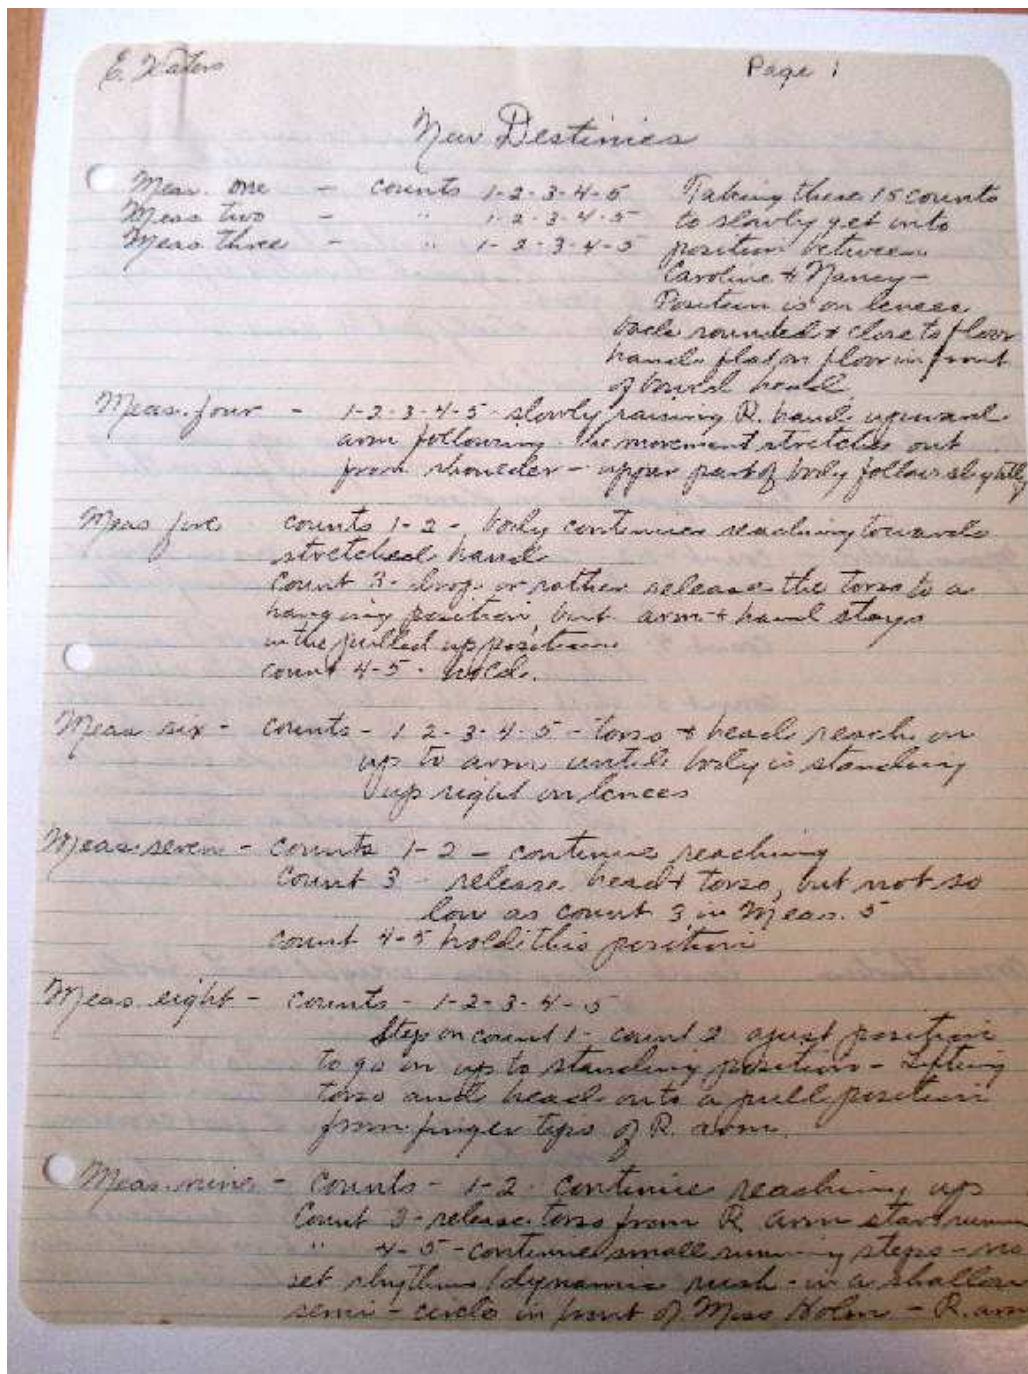 E. Waters
Page 1
New Destinies
Meas. one - counts 1-2-3-4-5 Taking these 15 counts
Meas two - " 1-2-3-4-5 to slowly get into
Meas. three - " 1-2-3-4-5 position between
Caroline + Nancy -
Position is on knees
back rounded + close to floor
hands flat on floor in front
of bowed head.
Meas. four - 1-2-3-4-5 - slowly raising R. hand upward
arm following the movement stretches out
from shoulder - upper part of body follows slightly
Meas five counts 1-2 - body continues reaching towards
stretched hand
count 3 - drop or rather release the torso to a
hanging position, but arm + hand stays
in the pulled up position
count 4-5 - hold.
Meas six - counts - 1 2-3-4-5 - torso + head reach on
up to arm until body is standing
up right on knees
Meas. seven - counts 1-2 - continue reaching
count 3 - release head + torso, but not so
low as count 3 in Meas. 5
count 4-5 hold this position
Meas. eight - counts - 1-2-3-4-5
Step on count 1 - count 2 ajust position
to go on up to standing position - Lifting
torso and head onto a pull position
from finger tips of R. arm.
Meas. nine - counts - 1-2 - continue reaching up
Count 3 - release torso from R arm start runn
" 4-5 - continue small running steps - no
set rhythm / dynamic rush - in a shallow
semi-circle in front of Miss Holm - R. arm